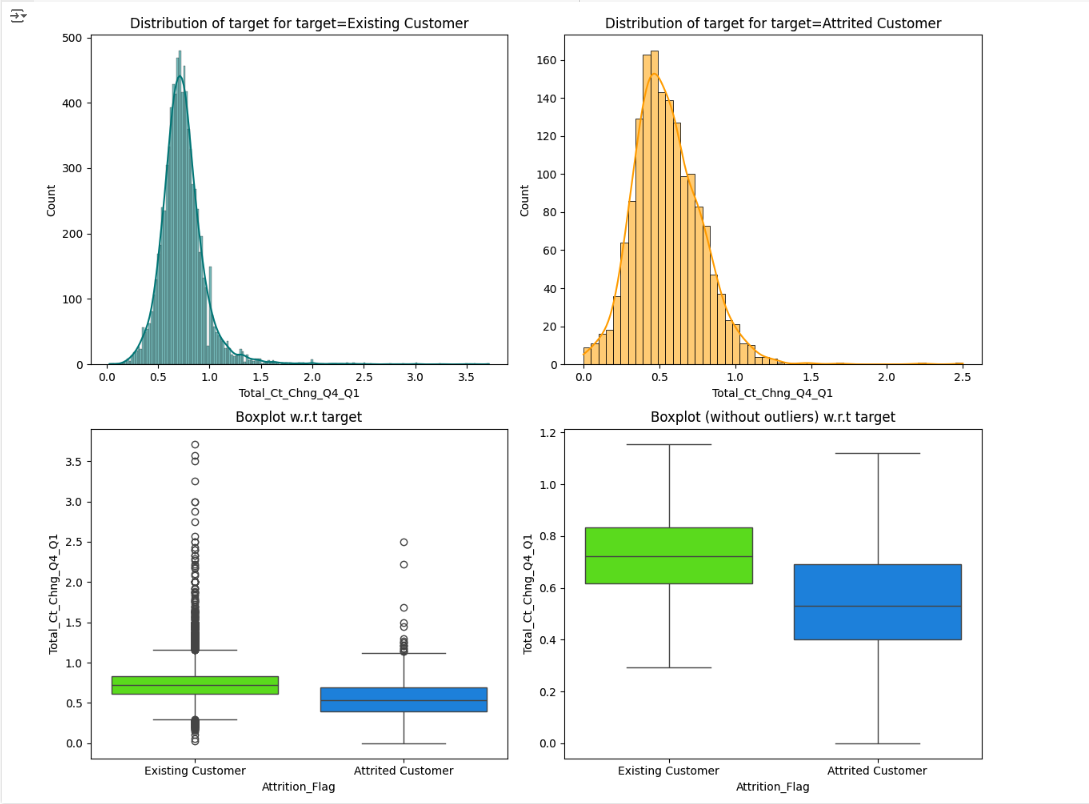 Distribution of target for target=Existing Customer
500
400
300
200
100
0
Count
0.0 0.5 1.0 1.5 2.0 2.5 3.0 3.5
Total_Ct_Chng_Q4_Q1
Distribution of target for target=Attrited Customer
160
140
120
100
80
60
40
20
0
Count
0.0 0.5 1.0 1.5 2.0 2.5
Total_Ct_Chng_Q4_Q1
Boxplot w.r.t target
3.5
3.0
2.5
2.0
1.5
1.0
0.5
0.0
Total_Ct_Chng_Q4_Q1
Existing Customer Attrited Customer
Attrition_Flag
Boxplot (without outliers) w.r.t target
1.2
1.0
0.8
0.6
0.4
0.2
0.0
Total_Ct_Chng_Q4_Q1
Existing Customer Attrited Customer
Attrition_Flag